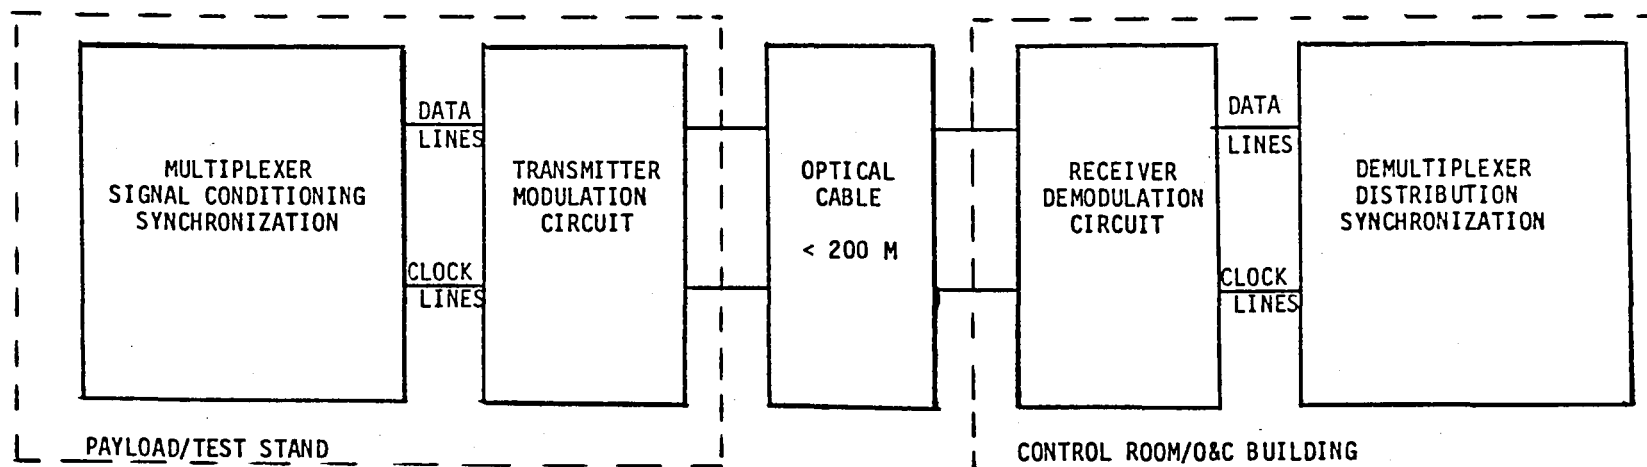 DATA
LINES
MULTIPLEXER
SIGNAL CONDITIONING
SYNCHRONIZATION
CLOCK
LINES
TRANSMITTER
MODULATION
CIRCUIT
OPTICAL
CABLE
< 200 M
RECEIVER
DEMODULATION
CIRCUIT
DATA
LINES
CLOCK
LINES
DEMULTIPLEXER
DISTRIBUTION
SYNCHRONIZATION
PAYLOAD/TEST STAND
CONTROL ROOM/O&C BUILDING